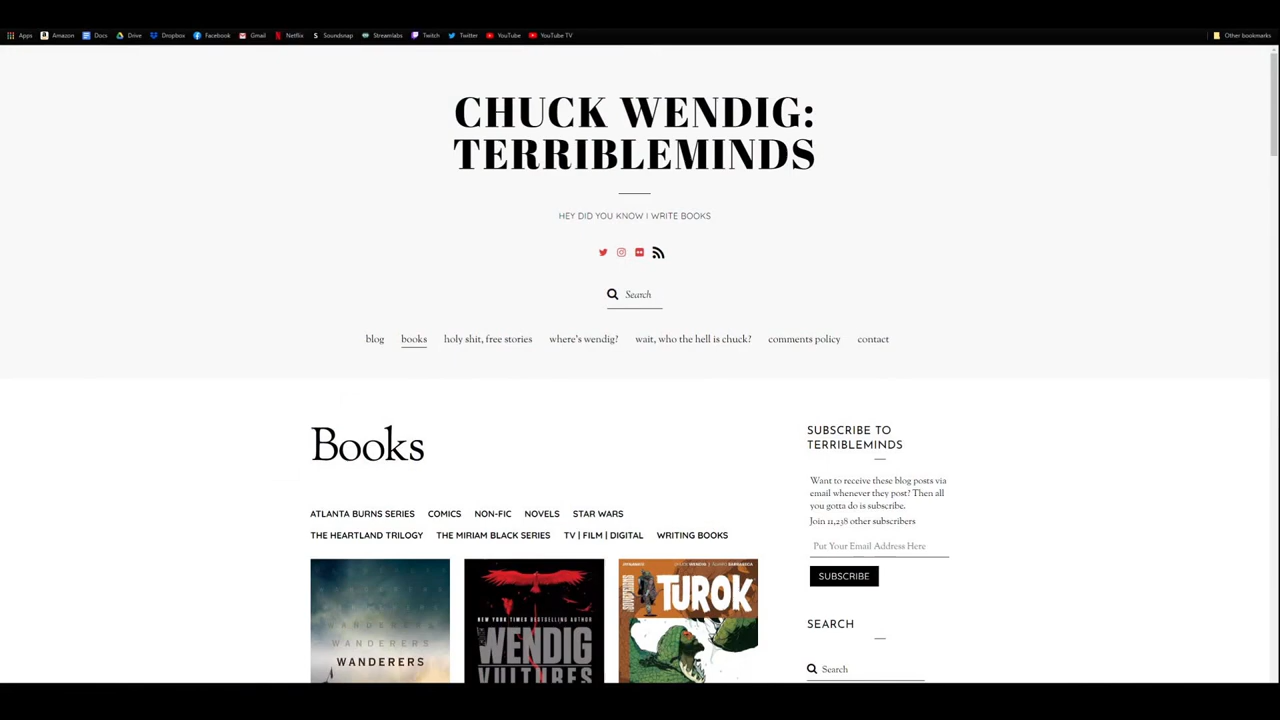 Apps Amazon Docs Drive Dropbox Facebook Gmail Netflix Soundsnap Streamlabs Twitch Twitter YouTube YouTube TV Other bookmarks
CHUCK WENDIG:
TERRIBLEMINDS
HEY DID YOU KNOW I WRITE BOOKS
Search
blog books holy shit, free stories where's wendig? wait, who the hell is chuck? comments policy contact
Books
ATLANTA BURNS SERIES COMICS NON-FIC NOVELS STAR WARS
THE HEARTLAND TRILOGY THE MIRIAM BLACK SERIES TV | FILM | DIGITAL WRITING BOOKS
WANDERERS
WANDERERS
WANDERERS
NEW YORK TIMES BESTSELLING AUTHOR
WENDIG
VULTURES
TUROK
SUBSCRIBE TO
TERRIBLEMINDS
Want to receive these blog posts via
email whenever they post? Then all
you gotta do is subscribe.
Join 11,238 other subscribers
Put Your Email Address Here
SUBSCRIBE
SEARCH
Search